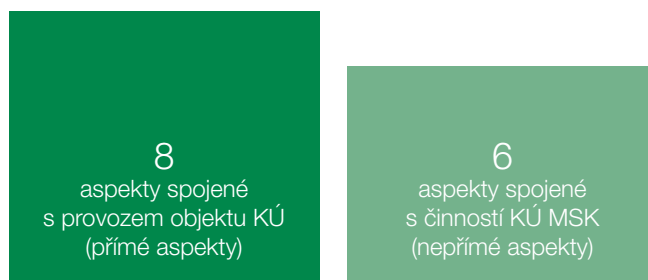 8
aspekty spojené
s provozem objektu KÚ
(přímé aspekty)
6
aspekty spojené
s činností KÚ MSK
(nepřímé aspekty)